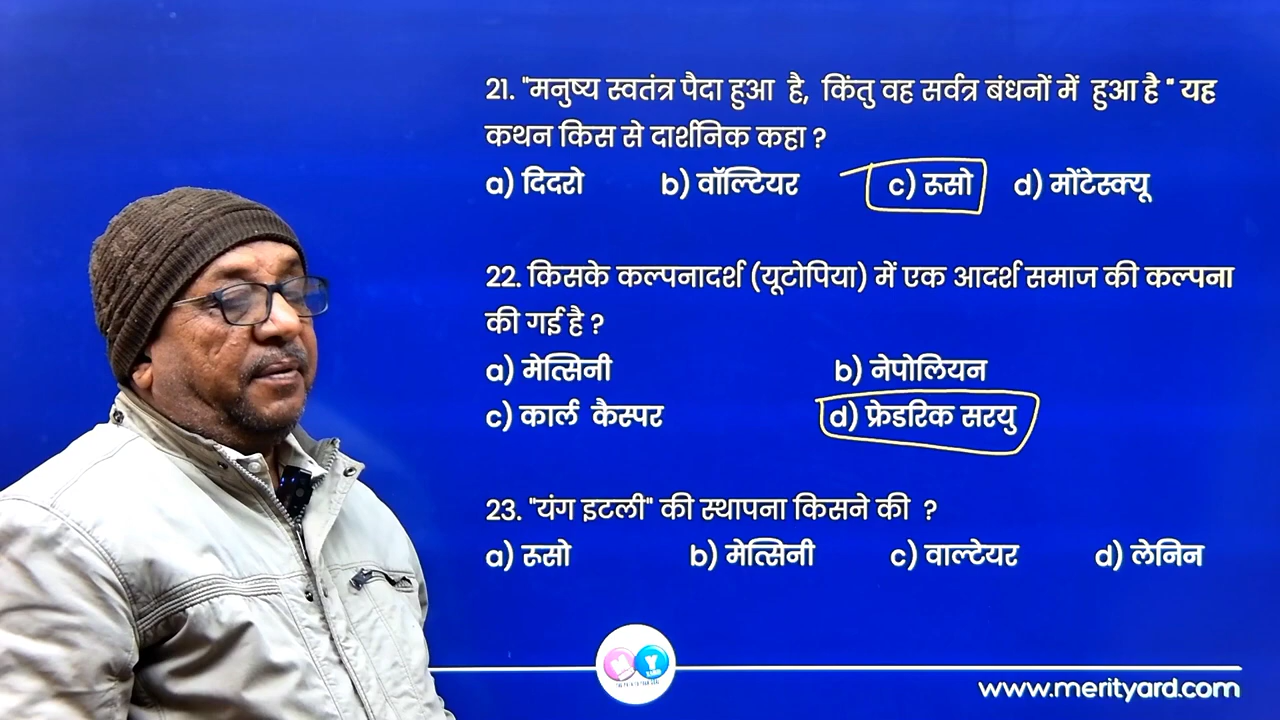 21. "मनुष्य स्वतंत्र पैदा हुआ है, किंतु वह सर्वत्र बंधनों में हुआ है " यह
कथन किस से दार्शनिक कहा ?
a) दिदरो b) वॉल्टियर c) रूसो d) मोंटेस्क्यू
22. किसके कल्पनादर्श (यूटोपिया) में एक आदर्श समाज की कल्पना
की गई है ?
a) मेत्सिनी b) नेपोलियन
c) कार्ल कैस्पर d) फ्रेडरिक सरयु
23. "यंग इटली" की स्थापना किसने की ?
a) रूसो b) मेत्सिनी c) वाल्टेयर d) लेनिन
M Y
www.merityard.com